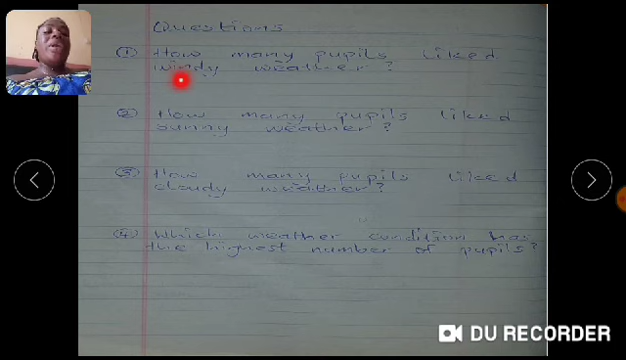 Questions
① How many pupils liked
windy weather?
② How many pupils liked
sunny weather?
③ How many pupils liked
cloudy weather?
④ Which weather condition has
the highest number of pupils?
DU RECORDER